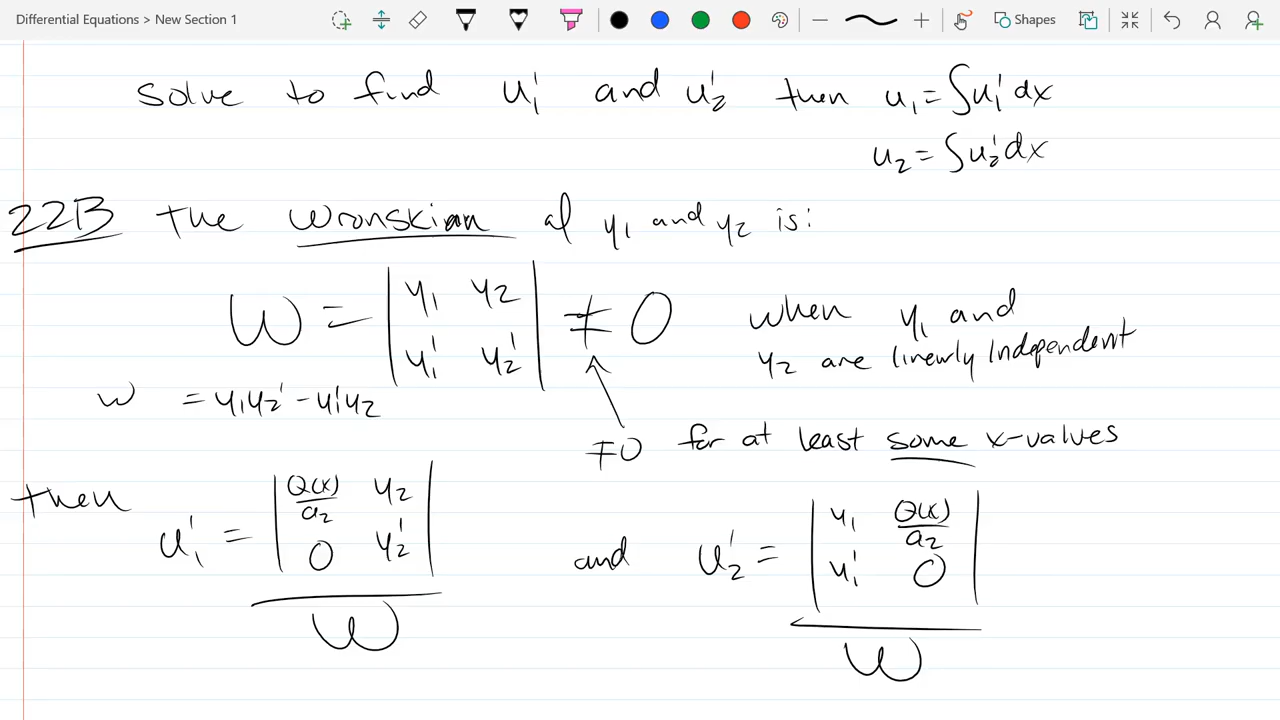 Differential Equations > New Section 1
Shapes
solve to find u₁' and u₂' then u₁ = ∫u₁' dx
u₂ = ∫u₂' dx
22B The Wronskian of y₁ and y₂ is:
W = | y₁ y₂ | ≠ 0 when y₁ and
| y₁' y₂' | y₂ are linerly Independent
W = y₁y₂' - y₁'y₂
≠0 for at least some x-values
then u₁' = | Q(x)/a₂ y₂ | and u₂' = | y₁ Q(x)/a₂ |
| 0 y₂' | | y₁' 0 |
W W